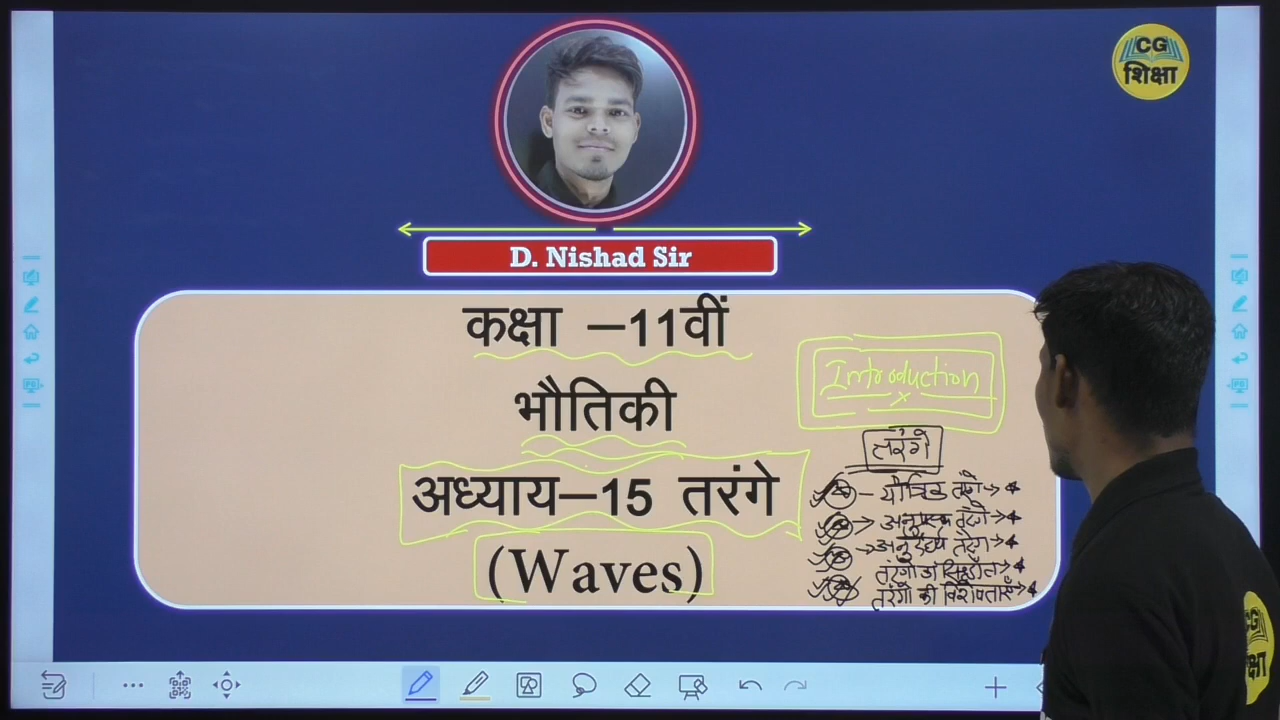 CG
शिक्षा
D. Nishad Sir
कक्षा –11वीं
भौतिकी
अध्याय–15 तरंगे
(Waves)
Introduction
तरंगे
यांत्रिक तरंगे
अनुप्रस्थ तरंगे
अनुदैर्ध्य तरंगे
तरंगो का सिद्धांत
तरंगो की विशेषताएँ
CG